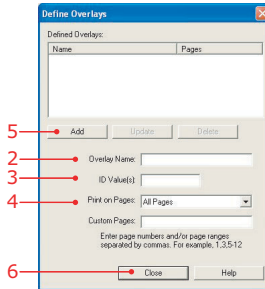 Define Overlays
Defined Overlays:
Name Pages
5 Add Update Delete
2 Overlay Name:
3 ID Value(s):
4 Print on Pages: All Pages
Custom Pages:
Enter page numbers and/or page ranges
separated by commas. For example, 1,3,5-12
6 Close Help